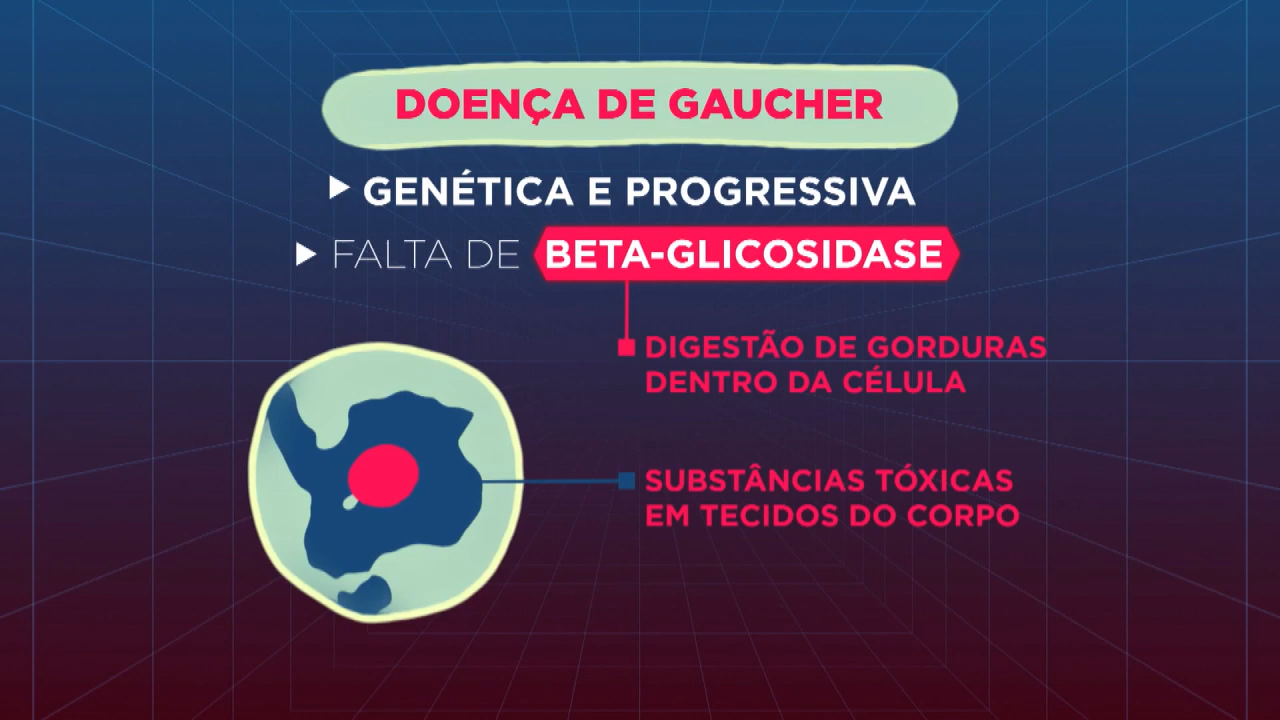 DOENÇA DE GAUCHER
GENÉTICA E PROGRESSIVA
FALTA DE BETA-GLICOSIDASE
DIGESTÃO DE GORDURAS
DENTRO DA CÉLULA
SUBSTÂNCIAS TÓXICAS
EM TECIDOS DO CORPO